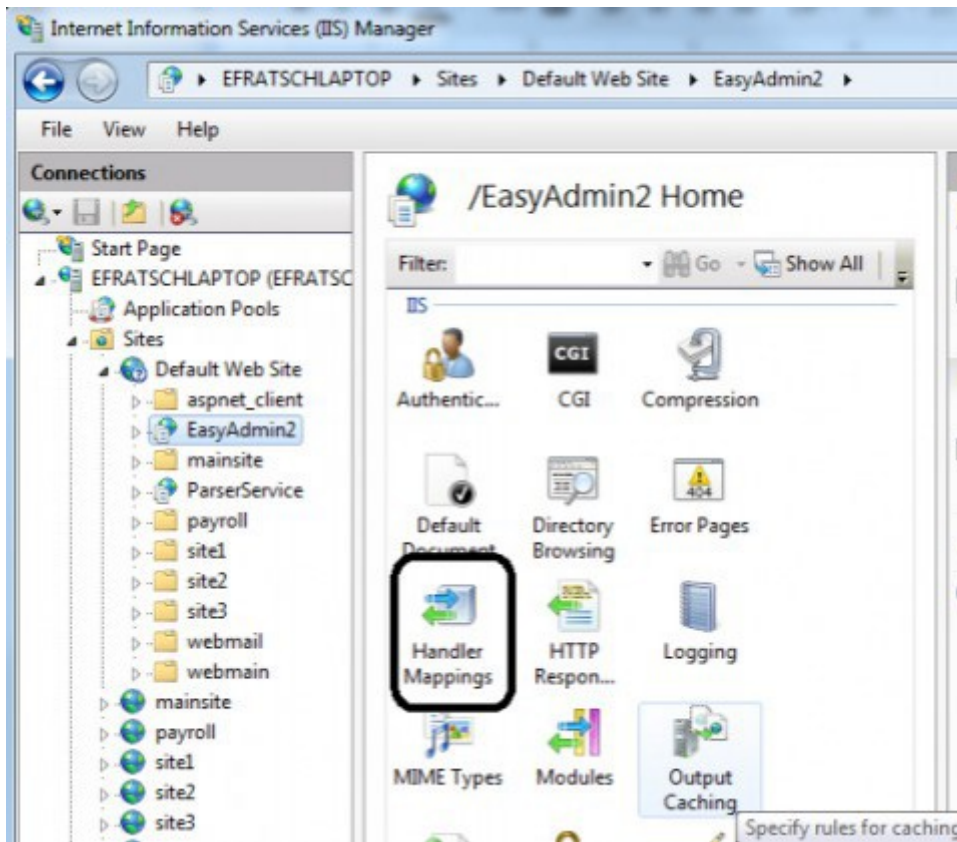 Internet Information Services (IIS) Manager
EFRATSCHLAPTOP Sites Default Web Site EasyAdmin2
File View Help
Connections
Start Page
EFRATSCHLAPTOP (EFRATSC
Application Pools
Sites
Default Web Site
aspnet_client
EasyAdmin2
mainsite
ParserService
payroll
site1
site2
site3
webmail
webmain
mainsite
payroll
site1
site2
site3
/EasyAdmin2 Home
Filter: Go Show All
IIS
CGI
Authentic... CGI Compression
404
Default Directory Error Pages
Document Browsing
Handler HTTP Logging
Mappings Respon...
MIME Types Modules Output
Caching
Specify rules for caching